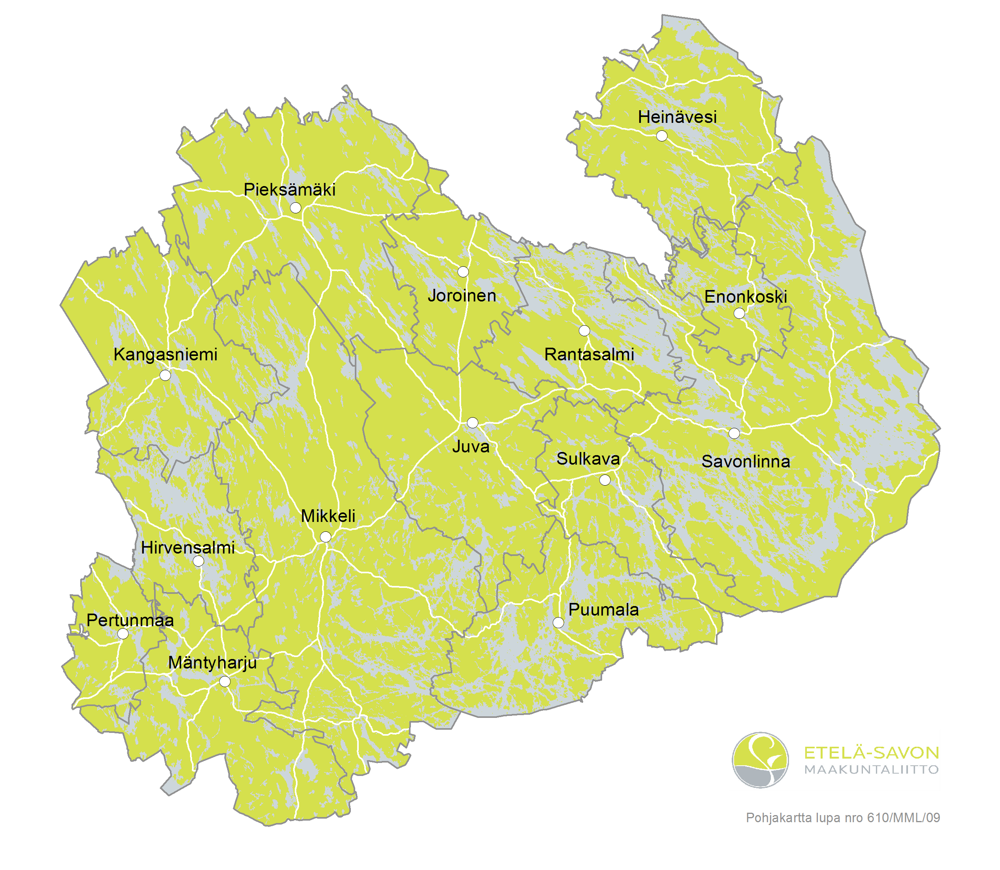 Heinävesi
Pieksämäki
Joroinen
Enonkoski
Kangasniemi
Rantasalmi
Juva
Sulkava
Savonlinna
Mikkeli
Hirvensalmi
Puumala
Pertunmaa
Mäntyharju
ETELÄ-SAVON
MAAKUNTALIITTO
Pohjakartta lupa nro 610/MML/09